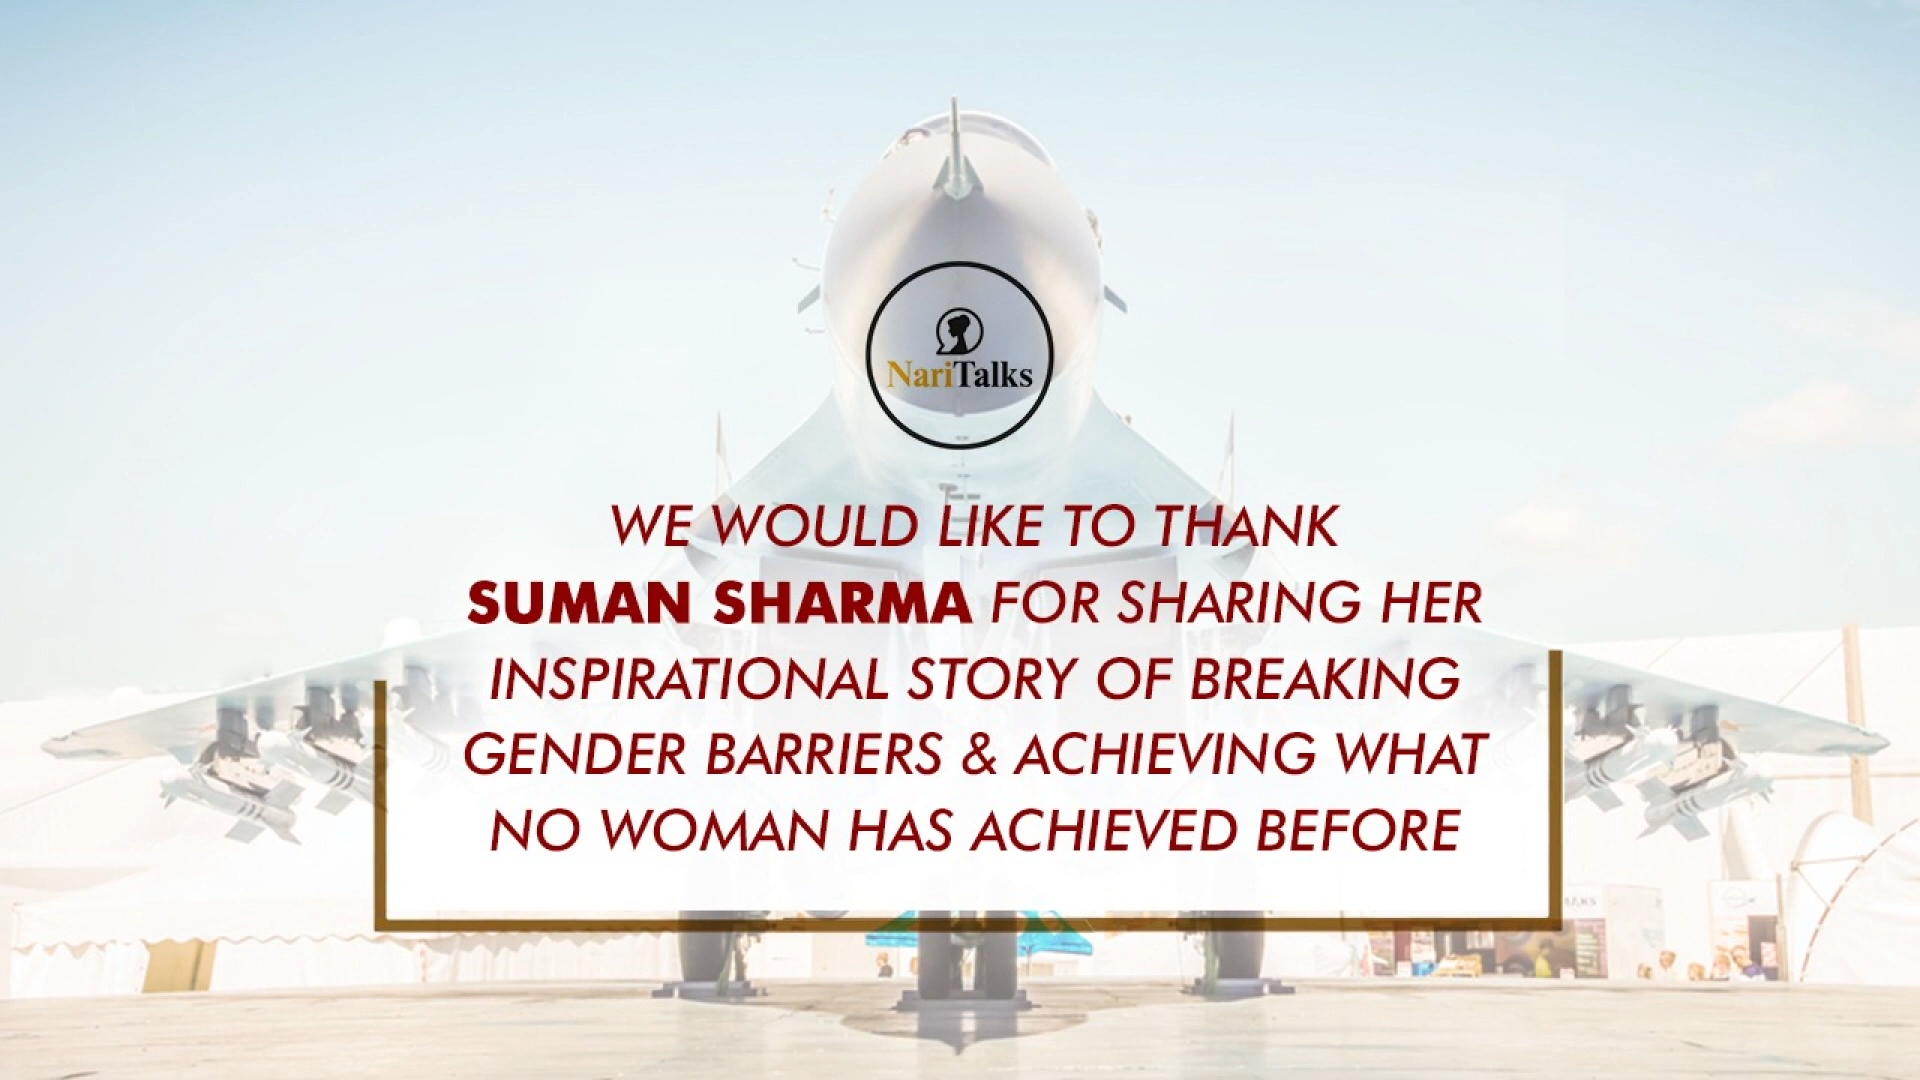 NariTalks
WE WOULD LIKE TO THANK
SUMAN SHARMA FOR SHARING HER
INSPIRATIONAL STORY OF BREAKING
GENDER BARRIERS & ACHIEVING WHAT
NO WOMAN HAS ACHIEVED BEFORE